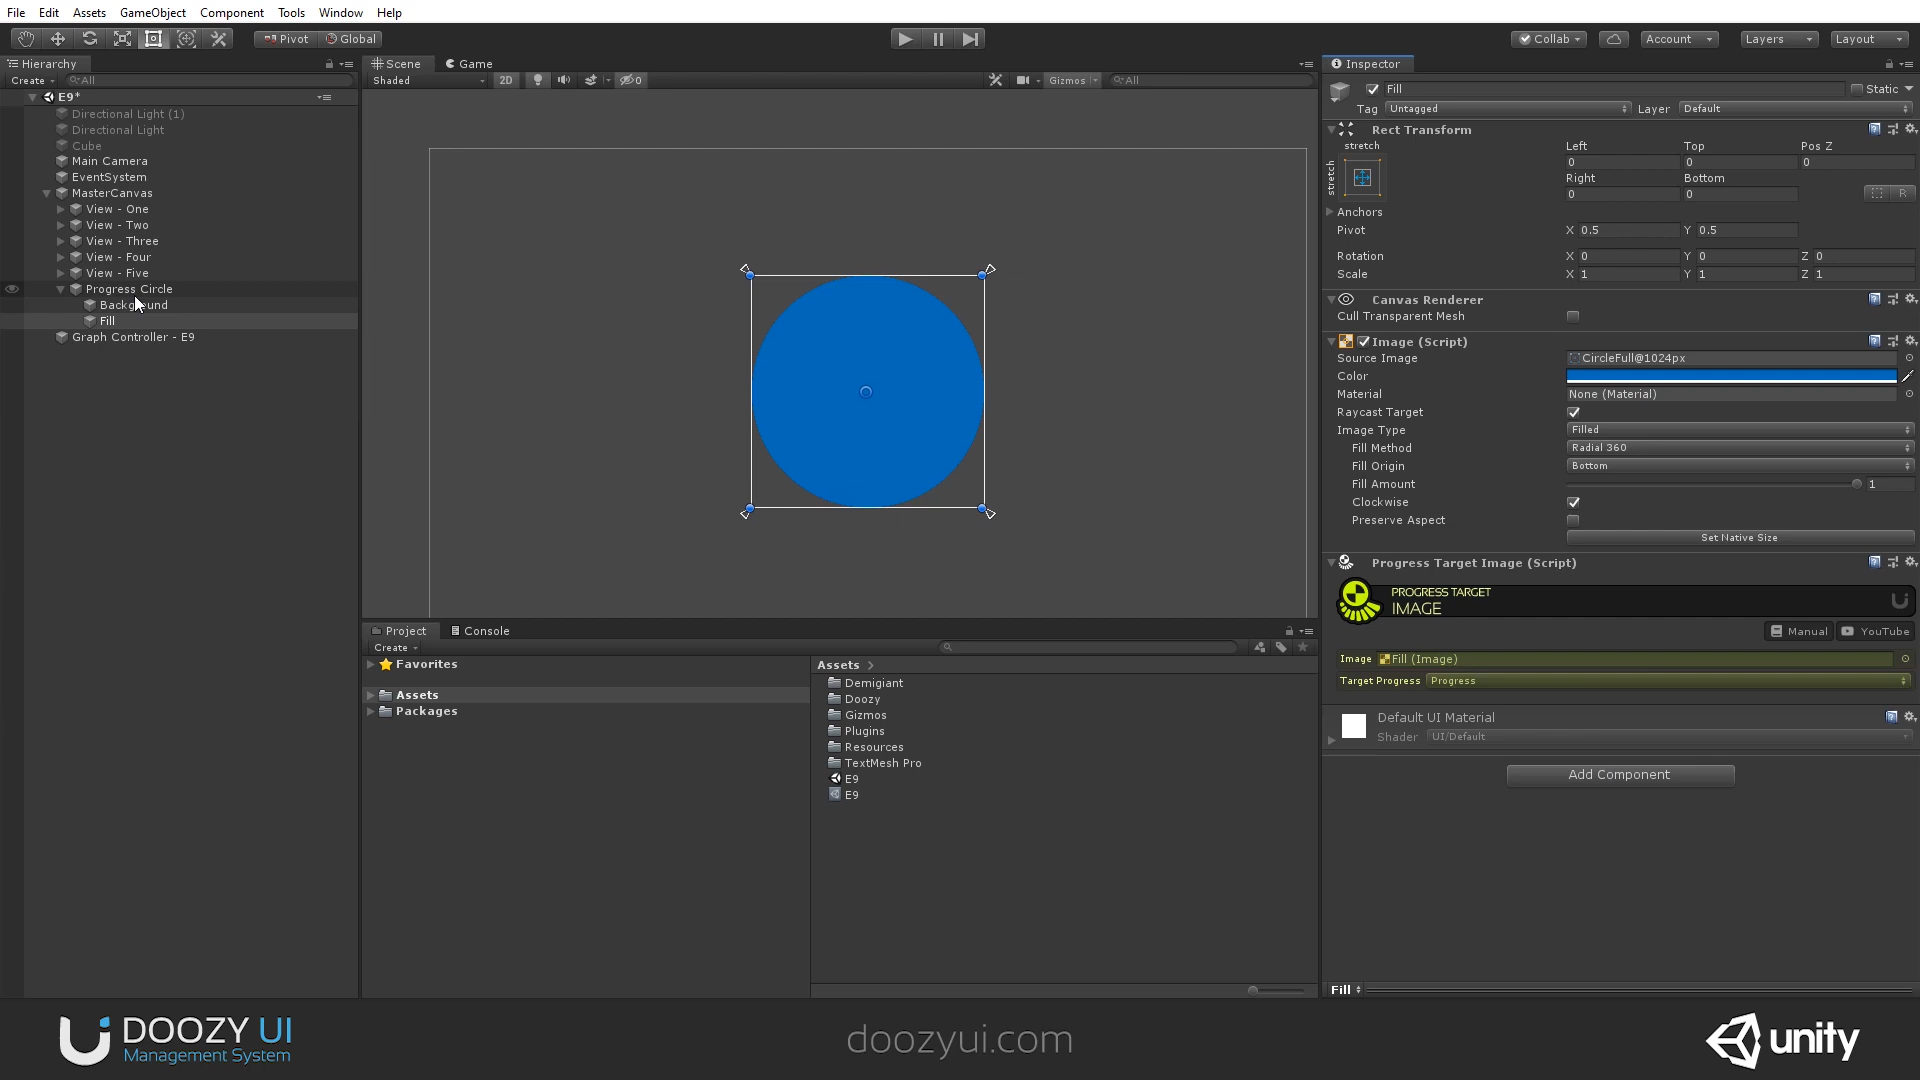 File Edit Assets GameObject Component Tools Window Help
Pivot Global Collab Account Layers Layout
Hierarchy
Create All
E9*
Directional Light (1)
Directional Light
Cube
Main Camera
EventSystem
MasterCanvas
View - One
View - Two
View - Three
View - Four
View - Five
Progress Circle
Background
Fill
Graph Controller - E9
Scene Game
Shaded 2D 0 Gizmos All
Project Console
Create
Favorites
Assets
Packages
Assets
Demigiant
Doozy
Gizmos
Plugins
Resources
TextMesh Pro
E9
E9
Inspector
Fill Static
Tag Untagged Layer Default
Rect Transform
stretch Left Top Pos Z
stretch
0 0 0
Right Bottom
0 0 R
Anchors
Pivot X 0.5 Y 0.5
Rotation X 0 Y 0 Z 0
Scale X 1 Y 1 Z 1
Canvas Renderer
Cull Transparent Mesh
Image (Script)
Source Image CircleFull@1024px
Color
Material None (Material)
Raycast Target
Image Type Filled
Fill Method Radial 360
Fill Origin Bottom
Fill Amount 1
Clockwise
Preserve Aspect
Set Native Size
Progress Target Image (Script)
PROGRESS TARGET
IMAGE
Manual YouTube
Image Fill (Image)
Target Progress Progress
Default UI Material
Shader UI/Default
Add Component
Fill
DOOZY UI
Management System
doozyui.com
unity